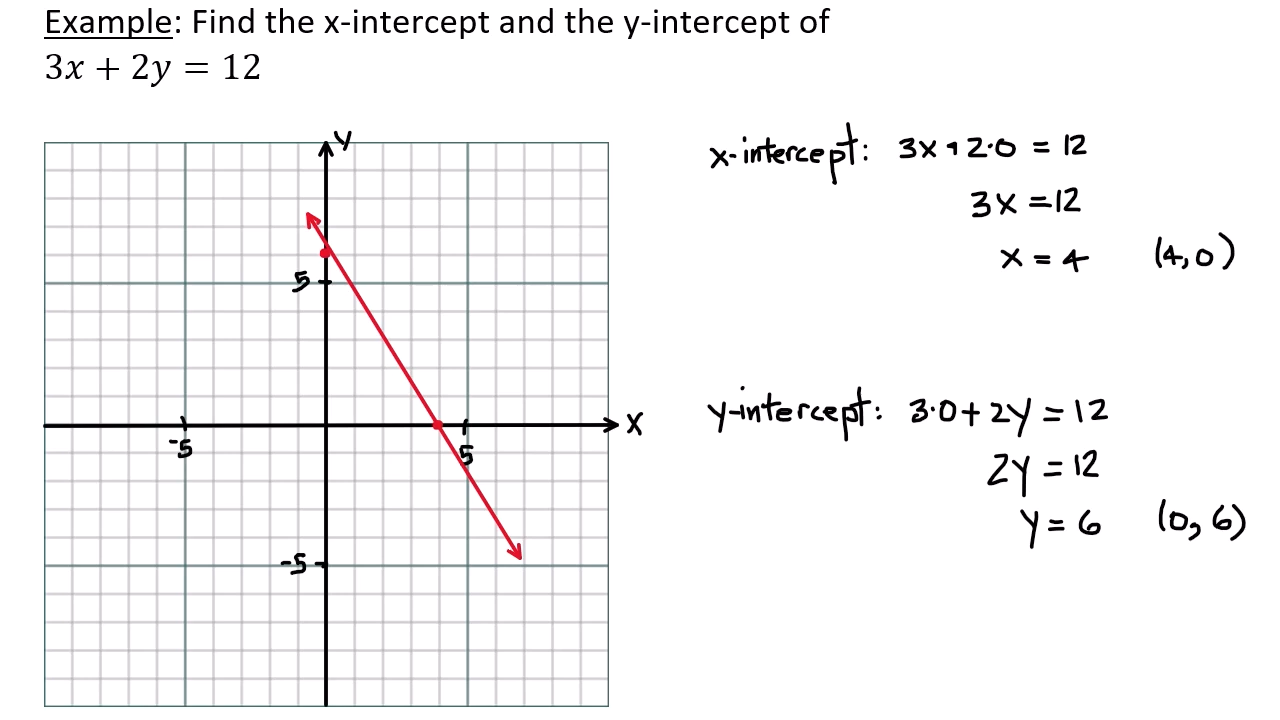 Example: Find the x-intercept and the y-intercept of
3x + 2y = 12
x-intercept: 3x + 2·0 = 12
3x = 12
x = 4 (4,0)
y-intercept: 3·0 + 2y = 12
2y = 12
y = 6 (0, 6)
y
5
x
-5
5
-5